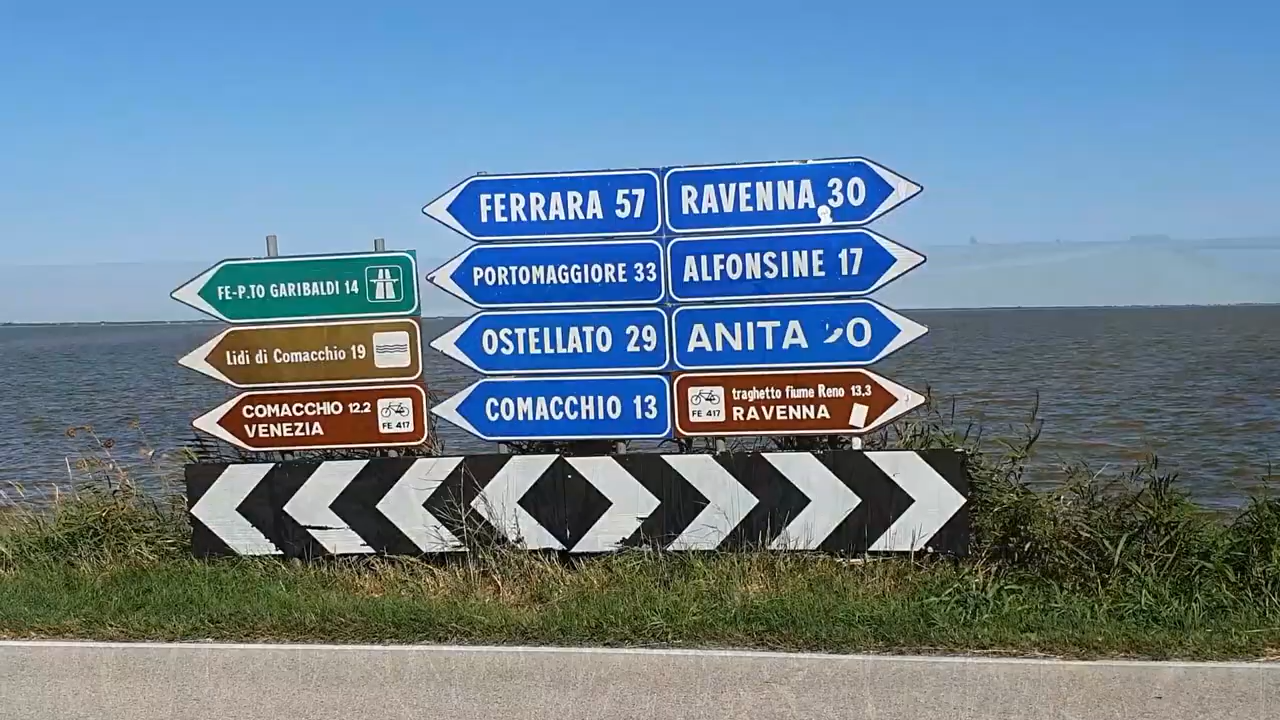 FE-P.TO GARIBALDI 14
Lidi di Comacchio 19
COMACCHIO 12.2
VENEZIA
FE 417
FERRARA 57
PORTOMAGGIORE 33
OSTELLATO 29
COMACCHIO 13
RAVENNA 30
ALFONSINE 17
ANITA
FE 417
traghetto fiume Reno 13.3
RAVENNA